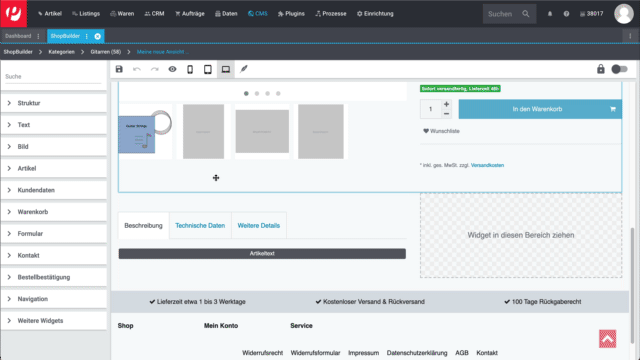 Artikel Listings Waren CRM Aufträge Daten CMS Plugins Prozesse Einrichtung Suchen 38017
Dashboard ShopBuilder
ShopBuilder Kategorien Gitarren (58) Meine neue Ansicht ...
Suche
Struktur
Text
Bild
Artikel
Kundendaten
Warenkorb
Formular
Kontakt
Bestellbestätigung
Navigation
Weitere Widgets
Sofort versandfertig, Lieferzeit 48h
1 In den Warenkorb
Wunschliste
* inkl. ges. MwSt. zzgl. Versandkosten
Beschreibung Technische Daten Weitere Details
Artikeltext
Widget in diesen Bereich ziehen
Lieferzeit etwa 1 bis 3 Werktage Kostenloser Versand & Rückversand 100 Tage Rückgaberecht
Shop Mein Konto Service
Widerrufsrecht Widerrufsformular Impressum Datenschutzerklärung AGB Kontakt